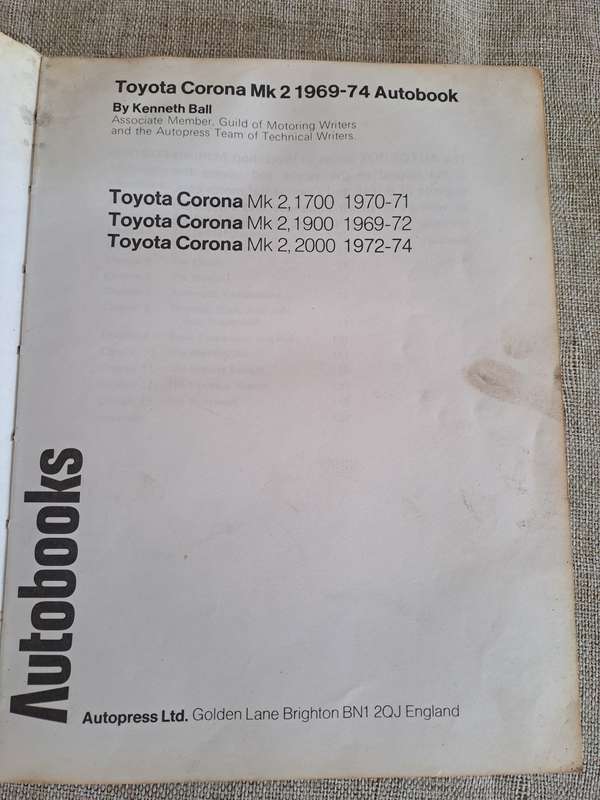 Toyota Corona Mk 2 1969-74 Autobook
By Kenneth Ball
Associate Member, Guild of Motoring Writers
and the Autopress Team of Technical Writers.
Toyota Corona Mk 2, 1700 1970-71
Toyota Corona Mk 2, 1900 1969-72
Toyota Corona Mk 2, 2000 1972-74
Autobooks
Autopress Ltd. Golden Lane Brighton BN1 2QJ England